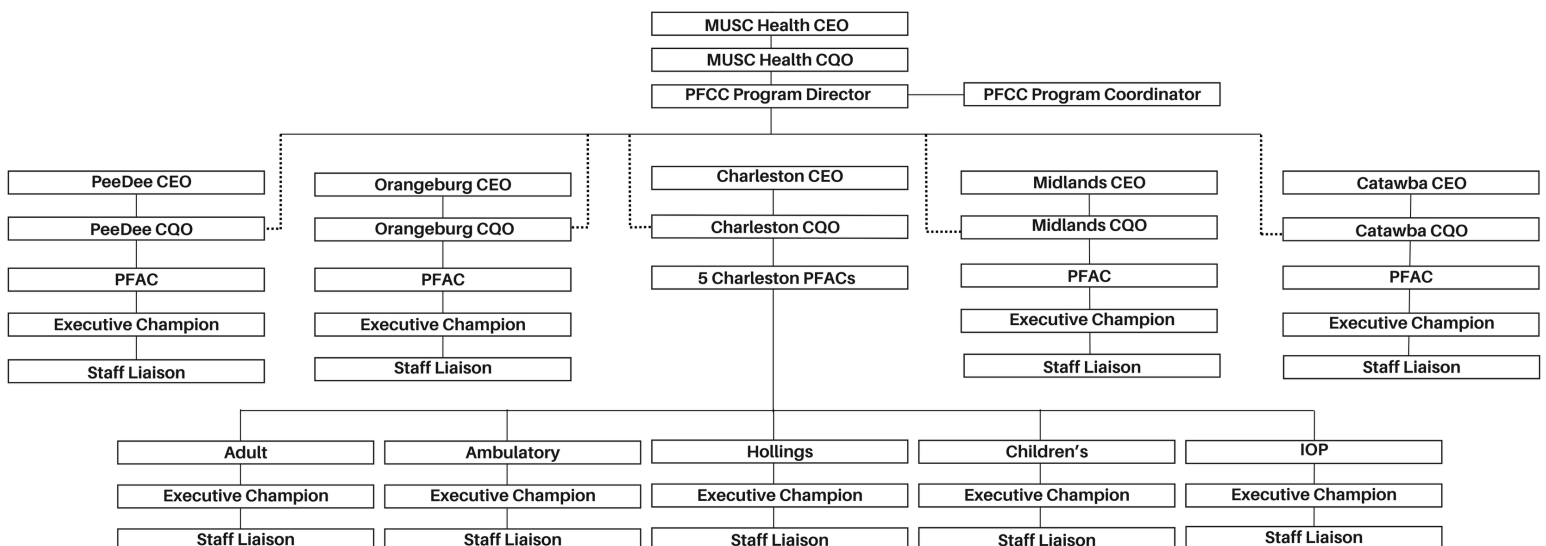 MUSC Health CEO
MUSC Health CQO
PFCC Program Director
PFCC Program Coordinator
PeeDee CEO
PeeDee CQO
PFAC
Executive Champion
Staff Liaison
Orangeburg CEO
Orangeburg CQO
PFAC
Executive Champion
Staff Liaison
Charleston CEO
Charleston CQO
5 Charleston PFACs
Midlands CEO
Midlands CQO
PFAC
Executive Champion
Staff Liaison
Catawba CEO
Catawba CQO
PFAC
Executive Champion
Staff Liaison
Adult
Executive Champion
Staff Liaison
Ambulatory
Executive Champion
Staff Liaison
Hollings
Executive Champion
Staff Liaison
Children's
Executive Champion
Staff Liaison
IOP
Executive Champion
Staff Liaison